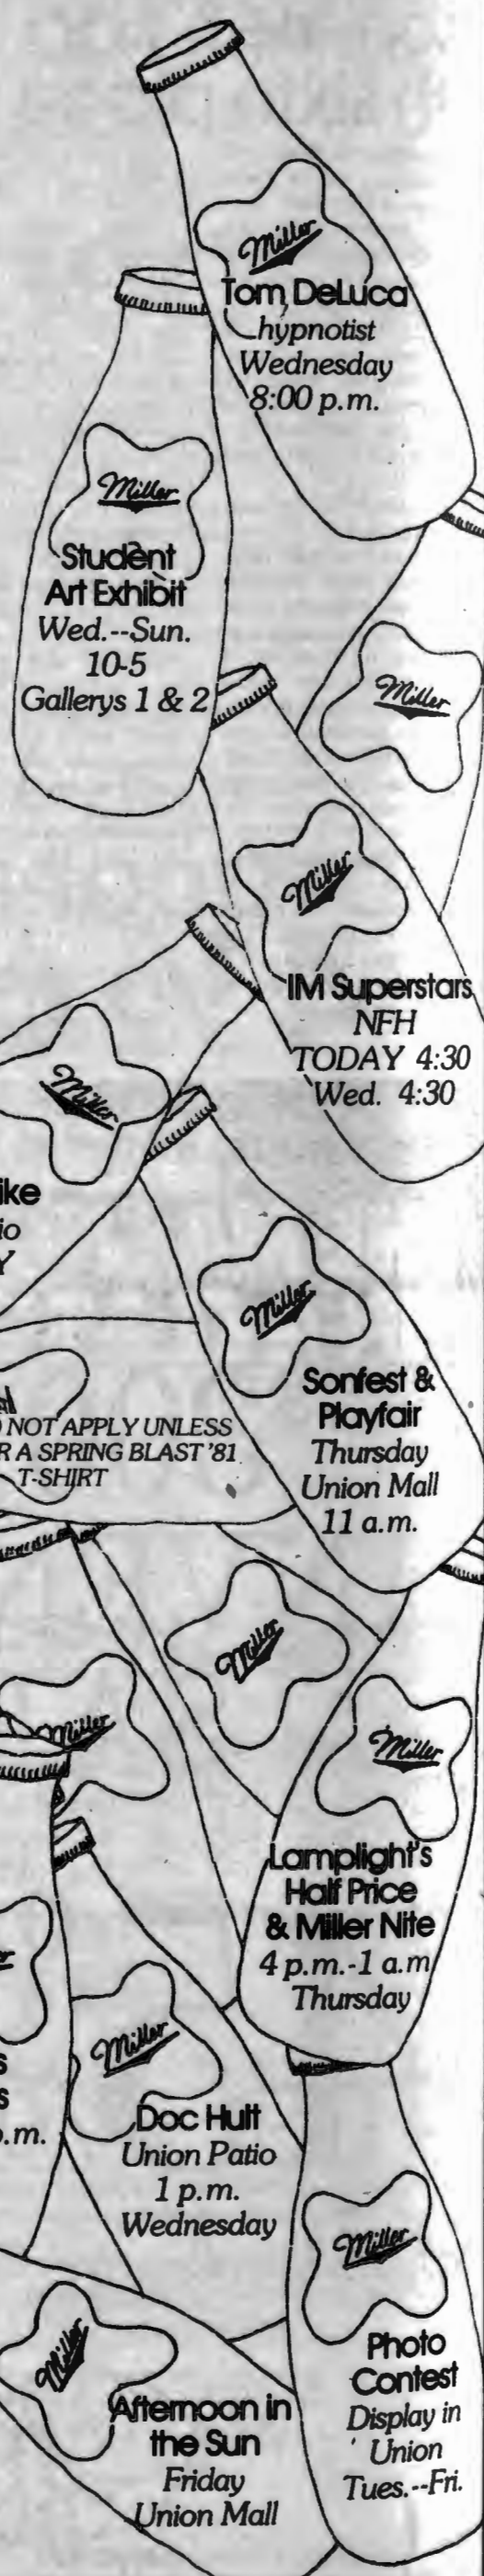 Miller
Tom DeLuca
hypnotist
Wednesday
8:00 p.m.
Miller
Student
Art Exhibit
Wed.--Sun.
10-5
Gallerys 1 & 2
Miller
Miller
IM Superstars
NFH
TODAY 4:30
Wed. 4:30
Miller
ike
io
Y
Miller
Sonfest &
Playfair
Thursday
Union Mall
11 a.m.
NOT APPLY UNLESS
R A SPRING BLAST '81
T-SHIRT
Miller
Miller
Miller
Lamplight's
Half Price
& Miller Nite
4 p.m.-1 a.m.
Thursday
s
s
p.m.
Miller
Doc Hult
Union Patio
1 p.m.
Wednesday
Miller
Photo
Contest
Display in
Union
Tues.--Fri.
Miller
Afternoon in
the Sun
Friday
Union Mall